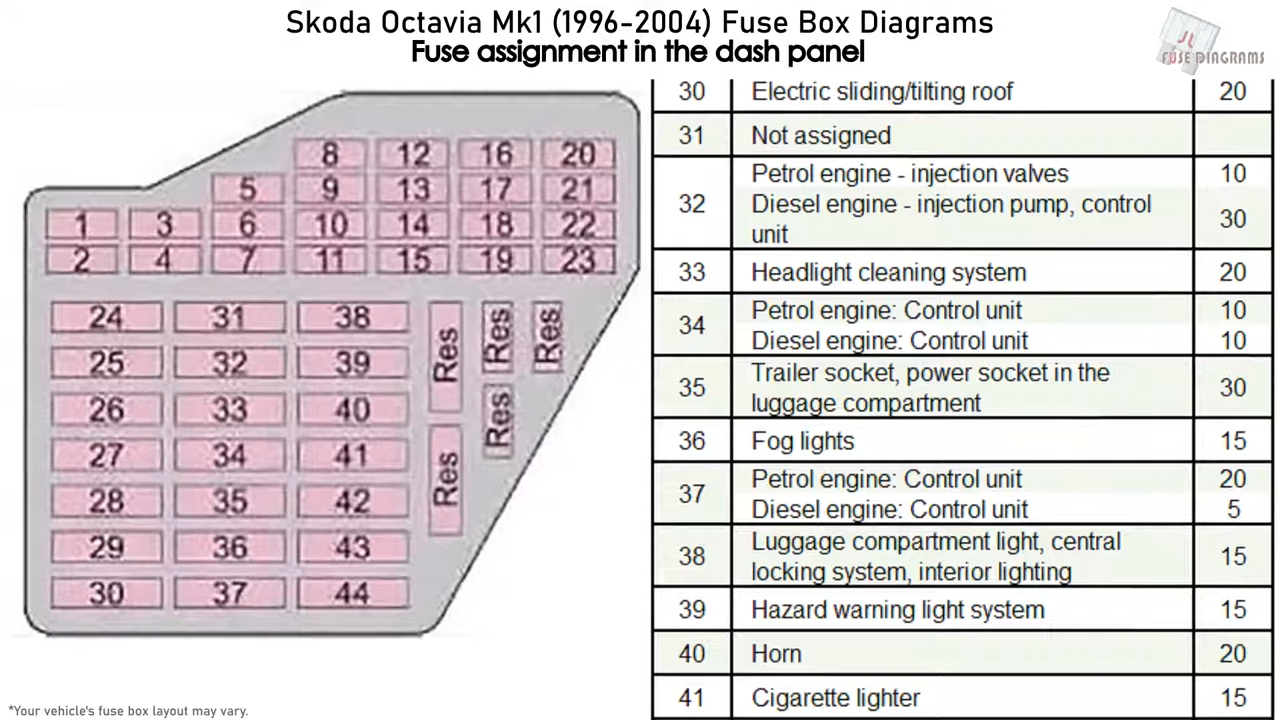 Skoda Octavia Mk1 (1996-2004) Fuse Box Diagrams
Fuse assignment in the dash panel
JL
FUSE DIAGRAMS
8 12 16 20
5 9 13 17 21
1 3 6 10 14 18 22
2 4 7 11 15 19 23
24 31 38
25 32 39
26 33 40
27 34 41
28 35 42
29 36 43
30 37 44
Res
Res
Res
Res
Res
30 Electric sliding/tilting roof 20
31 Not assigned
32 Petrol engine - injection valves 10
Diesel engine - injection pump, control
unit 30
33 Headlight cleaning system 20
34 Petrol engine: Control unit 10
Diesel engine: Control unit 10
35 Trailer socket, power socket in the
luggage compartment 30
36 Fog lights 15
37 Petrol engine: Control unit 20
Diesel engine: Control unit 5
38 Luggage compartment light, central
locking system, interior lighting 15
39 Hazard warning light system 15
40 Horn 20
41 Cigarette lighter 15
*Your vehicle's fuse box layout may vary.